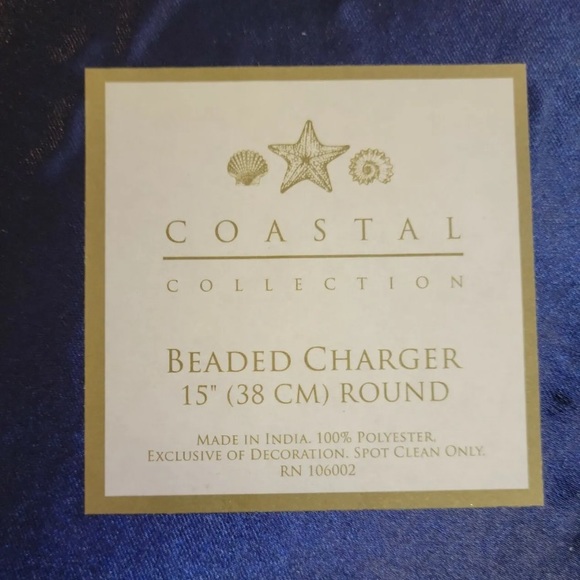 COASTAL
COLLECTION
BEADED CHARGER
15" (38 CM) ROUND
MADE IN INDIA. 100% POLYESTER,
EXCLUSIVE OF DECORATION. SPOT CLEAN ONLY.
RN 106002